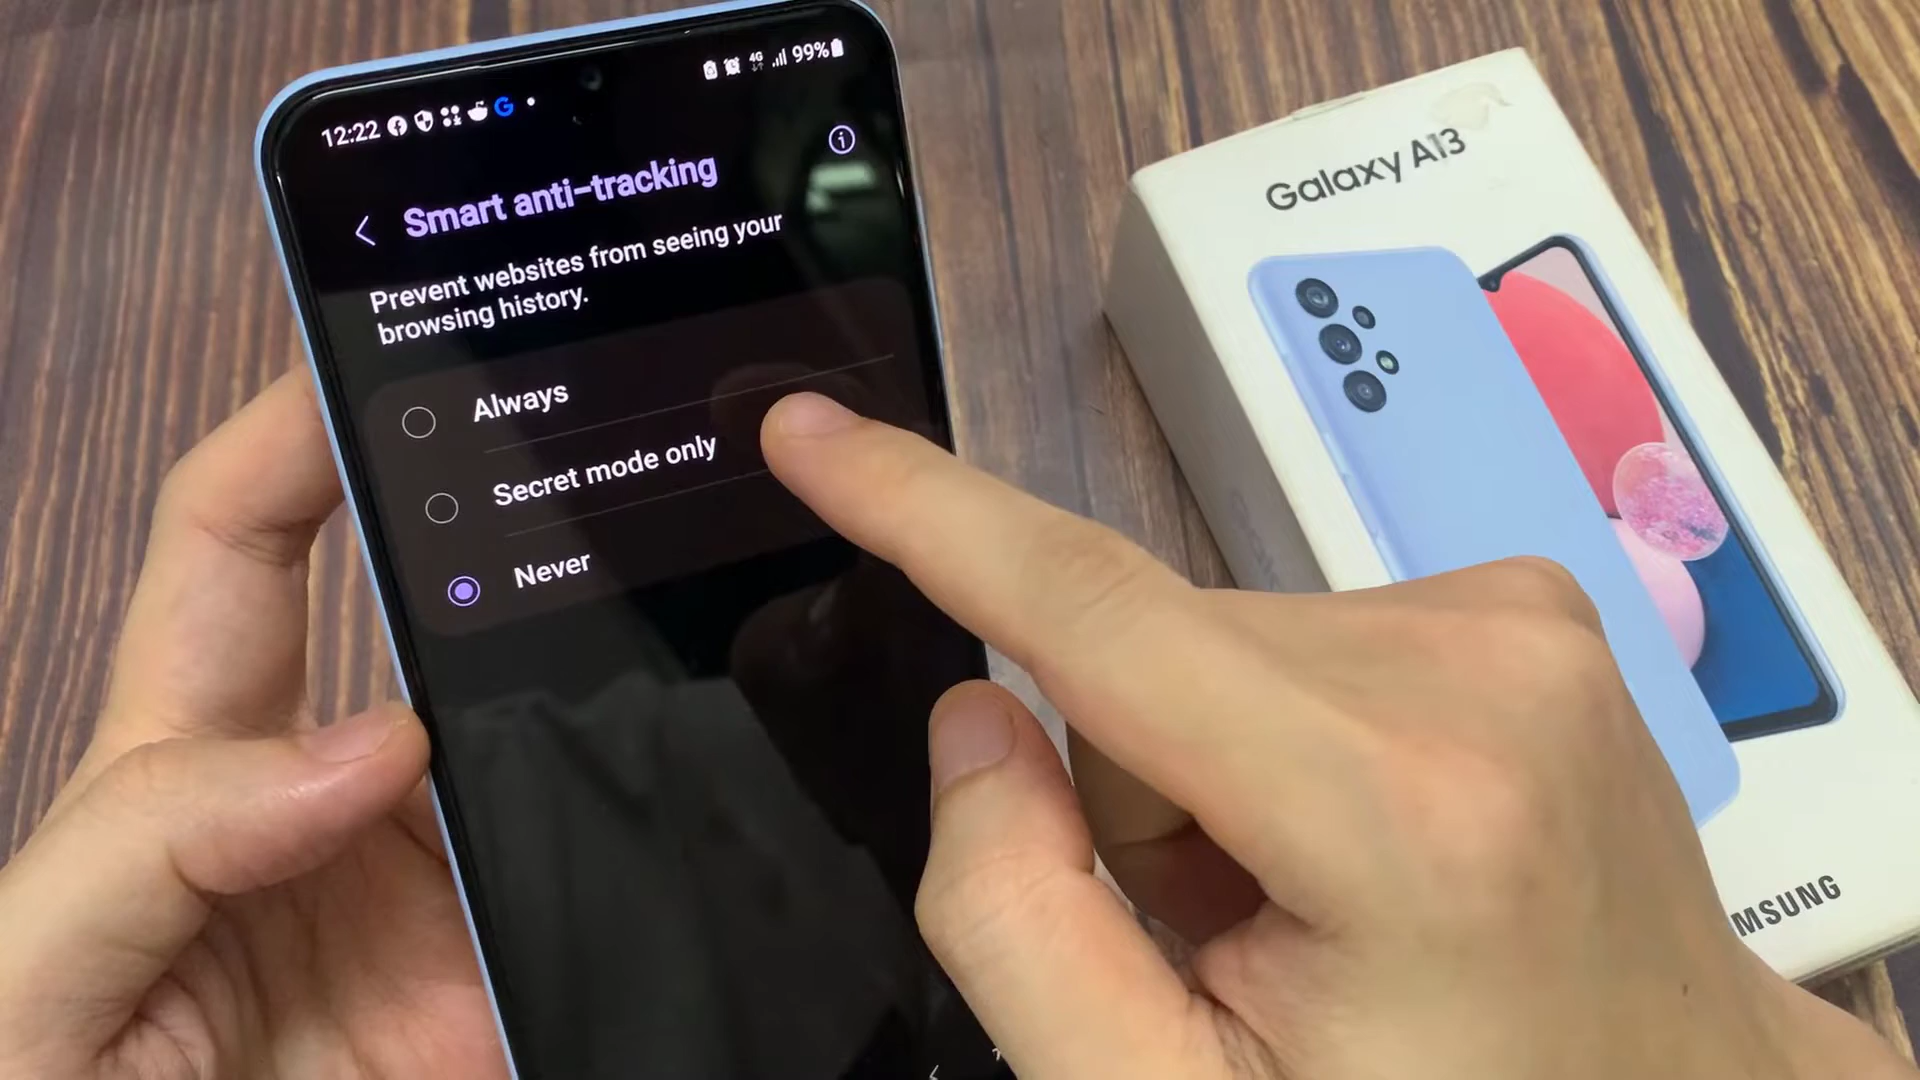 12:22
4G
99%
Smart anti-tracking
Prevent websites from seeing your
browsing history.
Always
Secret mode only
Never
Galaxy A13
MSUNG